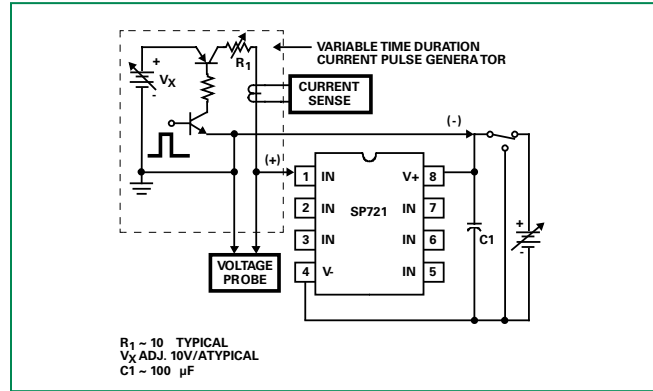 +
VX
-
R1
VARIABLE TIME DURATION
CURRENT PULSE GENERATOR
CURRENT
SENSE
(-)
(+)
1 IN V+ 8
2 IN SP721 IN 7
3 IN IN 6
4 V- IN 5
C1
+
-
VOLTAGE
PROBE
R1 ~ 10 TYPICAL
VX ADJ. 10V/ATYPICAL
C1 ~ 100 µF